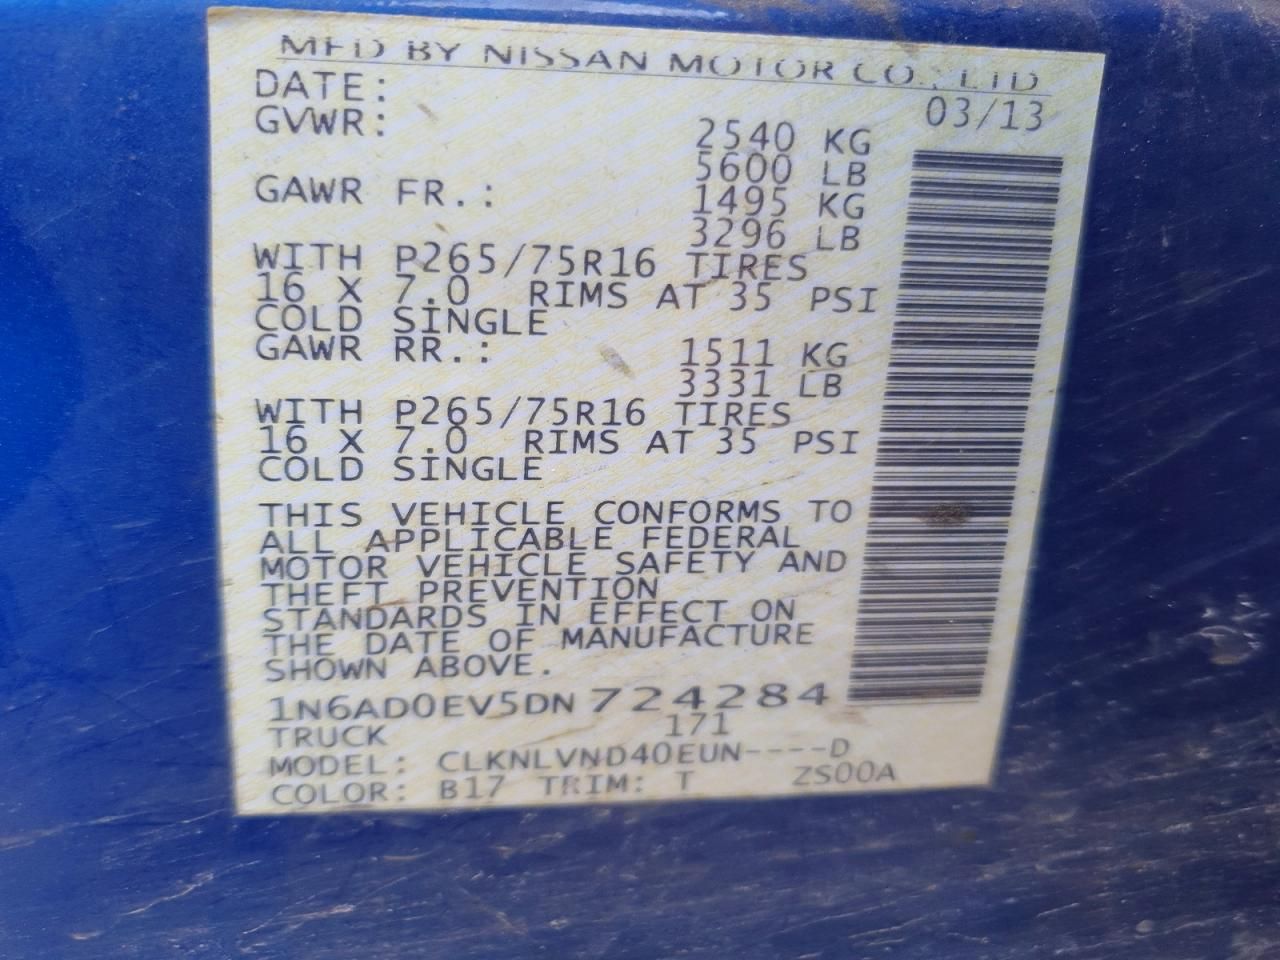 MFD BY NISSAN MOTOR CO., LTD
DATE: 03/13
GVWR: 2540 KG
5600 LB
GAWR FR.: 1495 KG
3296 LB
WITH P265/75R16 TIRES
16 X 7.0 RIMS AT 35 PSI
COLD SINGLE
GAWR RR.: 1511 KG
3331 LB
WITH P265/75R16 TIRES
16 X 7.0 RIMS AT 35 PSI
COLD SINGLE
THIS VEHICLE CONFORMS TO
ALL APPLICABLE FEDERAL
MOTOR VEHICLE SAFETY AND
THEFT PREVENTION
STANDARDS IN EFFECT ON
THE DATE OF MANUFACTURE
SHOWN ABOVE.
1N6AD0EV5DN724284
TRUCK 171
MODEL: CLKNLVND40EUN----D
COLOR: B17 TRIM: T ZS00A